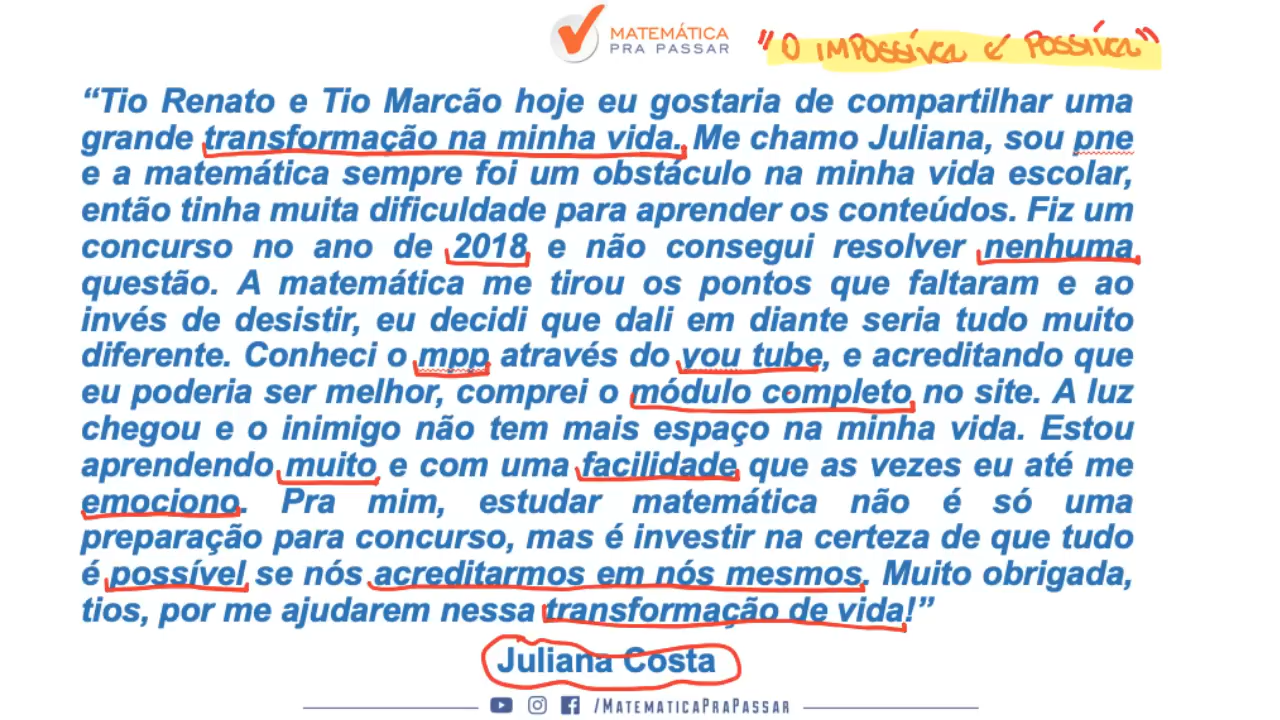 MATEMÁTICA
PRA PASSAR
"O IMPOSSÍVEL É POSSÍVEL"
“Tio Renato e Tio Marcão hoje eu gostaria de compartilhar uma
grande transformação na minha vida. Me chamo Juliana, sou pne
e a matemática sempre foi um obstáculo na minha vida escolar,
então tinha muita dificuldade para aprender os conteúdos. Fiz um
concurso no ano de 2018 e não consegui resolver nenhuma
questão. A matemática me tirou os pontos que faltaram e ao
invés de desistir, eu decidi que dali em diante seria tudo muito
diferente. Conheci o mpp através do you tube, e acreditando que
eu poderia ser melhor, comprei o módulo completo no site. A luz
chegou e o inimigo não tem mais espaço na minha vida. Estou
aprendendo muito e com uma facilidade que as vezes eu até me
emociono. Pra mim, estudar matemática não é só uma
preparação para concurso, mas é investir na certeza de que tudo
é possível se nós acreditarmos em nós mesmos. Muito obrigada,
tios, por me ajudarem nessa transformação de vida!”
Juliana Costa
/MATEMATICAPRAPASSAR